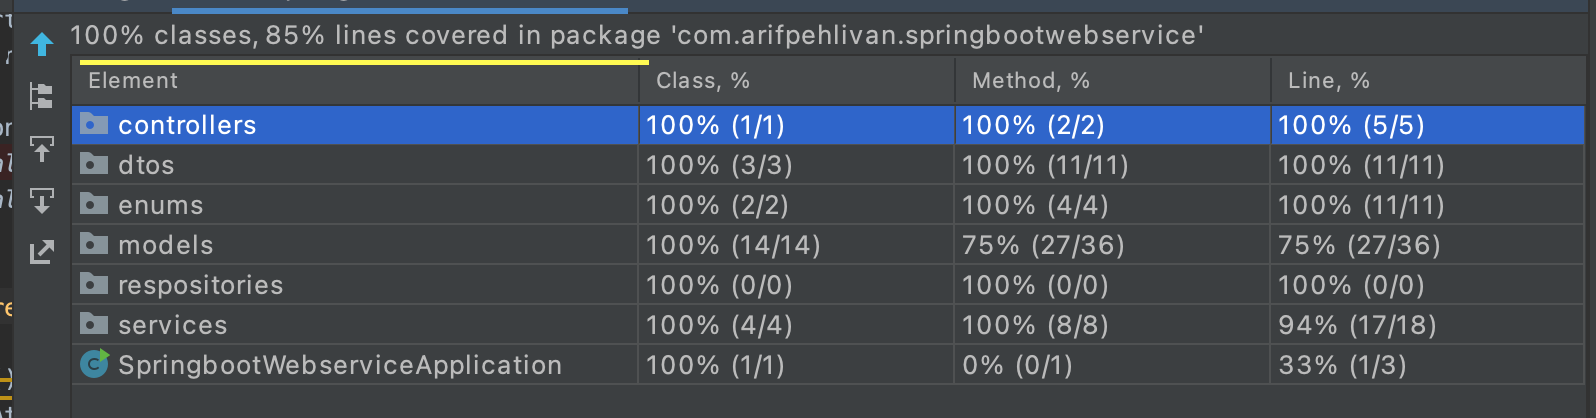 100% classes, 85% lines covered in package 'com.arifpehlivan.springbootwebservice'
Element Class, % Method, % Line, %
controllers 100% (1/1) 100% (2/2) 100% (5/5)
dtos 100% (3/3) 100% (11/11) 100% (11/11)
enums 100% (2/2) 100% (4/4) 100% (11/11)
models 100% (14/14) 75% (27/36) 75% (27/36)
respositories 100% (0/0) 100% (0/0) 100% (0/0)
services 100% (4/4) 100% (8/8) 94% (17/18)
C SpringbootWebserviceApplication 100% (1/1) 0% (0/1) 33% (1/3)